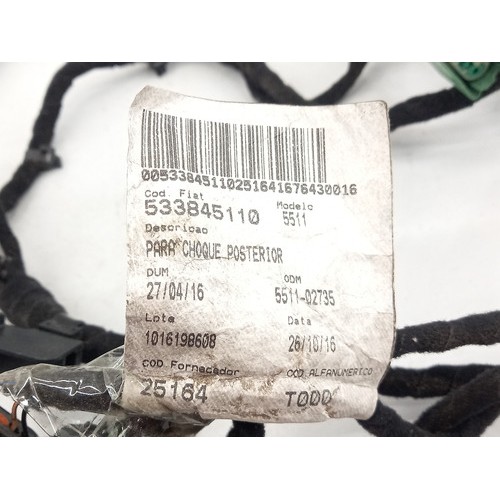 00533845110251641676430016
Cod. Fiat Modelo
533845110 5511
Descricao
PARA CHOQUE POSTERIOR
DUM ODM
27/04/16 5511-02735
Lote Data
1016198608 26/10/16
COD Fornecedor COD ALFANUMERICO
25164 TODD